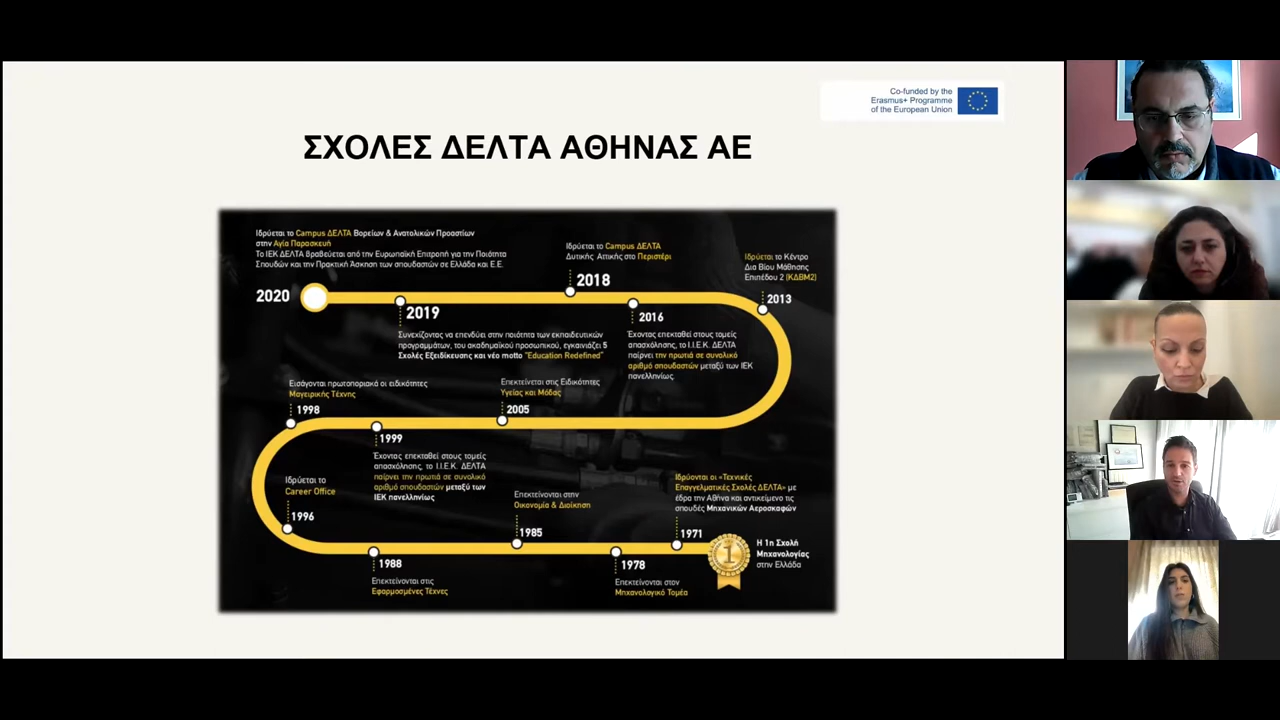 Co-funded by the
Erasmus+ Programme
of the European Union
ΣΧΟΛΕΣ ΔΕΛΤΑ ΑΘΗΝΑΣ ΑΕ
Ιδρύεται το Campus ΔΕΛΤΑ Βορείων & Ανατολικών Προαστίων
στην Αγία Παρασκευή
Το ΙΕΚ ΔΕΛΤΑ βραβεύεται από την Ευρωπαϊκή Επιτροπή για την Ποιότητα
Σπουδών και την Πρακτική Άσκηση των σπουδαστών σε Ελλάδα και Ε.Ε.
2020
2019
Συνεχίζοντας να επενδύει στην ποιότητα των εκπαιδευτικών
προγραμμάτων, του ακαδημαϊκού προσωπικού, εγκαινιάζει 5
Σχολές Εξειδίκευσης και νέο motto "Education Redefined"
Ιδρύεται το Campus ΔΕΛΤΑ
Δυτικής Αττικής στο Περιστέρι
2018
2016
Έχοντας επεκταθεί στους τομείς
απασχόλησης, το Ι.Ι.Ε.Κ. ΔΕΛΤΑ
παίρνει την πρωτιά σε συνολικό
αριθμό σπουδαστών μεταξύ των ΙΕΚ
πανελληνίως.
Ιδρύεται το Κέντρο
Δια Βίου Μάθησης
Επιπέδου 2 (ΚΔΒΜ2)
2013
Εισάγονται πρωτοποριακά οι ειδικότητες
Μαγειρικής Τέχνης
1998
1999
Έχοντας επεκταθεί στους τομείς
απασχόλησης, το Ι.Ι.Ε.Κ. ΔΕΛΤΑ
παίρνει την πρωτιά σε συνολικό
αριθμό σπουδαστών μεταξύ των
ΙΕΚ πανελληνίως
Επεκτείνεται στις Ειδικότητες
Υγείας και Μόδας
2005
Ιδρύεται το
Career Office
1996
1988
Επεκτείνονται στις
Εφαρμοσμένες Τέχνες
Επεκτείνονται στην
Οικονομία & Διοίκηση
1985
1978
Επεκτείνονται στον
Μηχανολογικό Τομέα
Ιδρύονται οι «Τεχνικές
Επαγγελματικές Σχολές ΔΕΛΤΑ» με
έδρα την Αθήνα και αντικείμενο τις
σπουδές Μηχανικών Αεροσκαφών
1971
1
Η 1η Σχολή
Μηχανολογίας
στην Ελλάδα